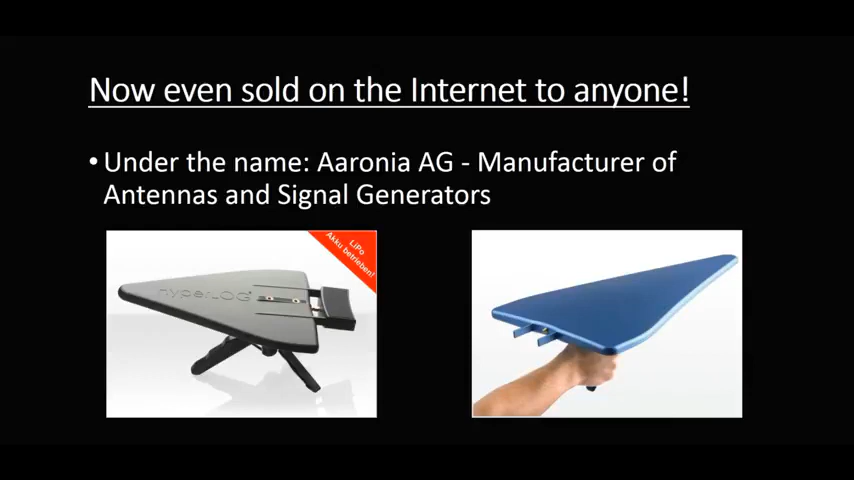 Now even sold on the Internet to anyone!
• Under the name: Aaronia AG - Manufacturer of
Antennas and Signal Generators
LiPo
Akku betrieben!
hyperLOG